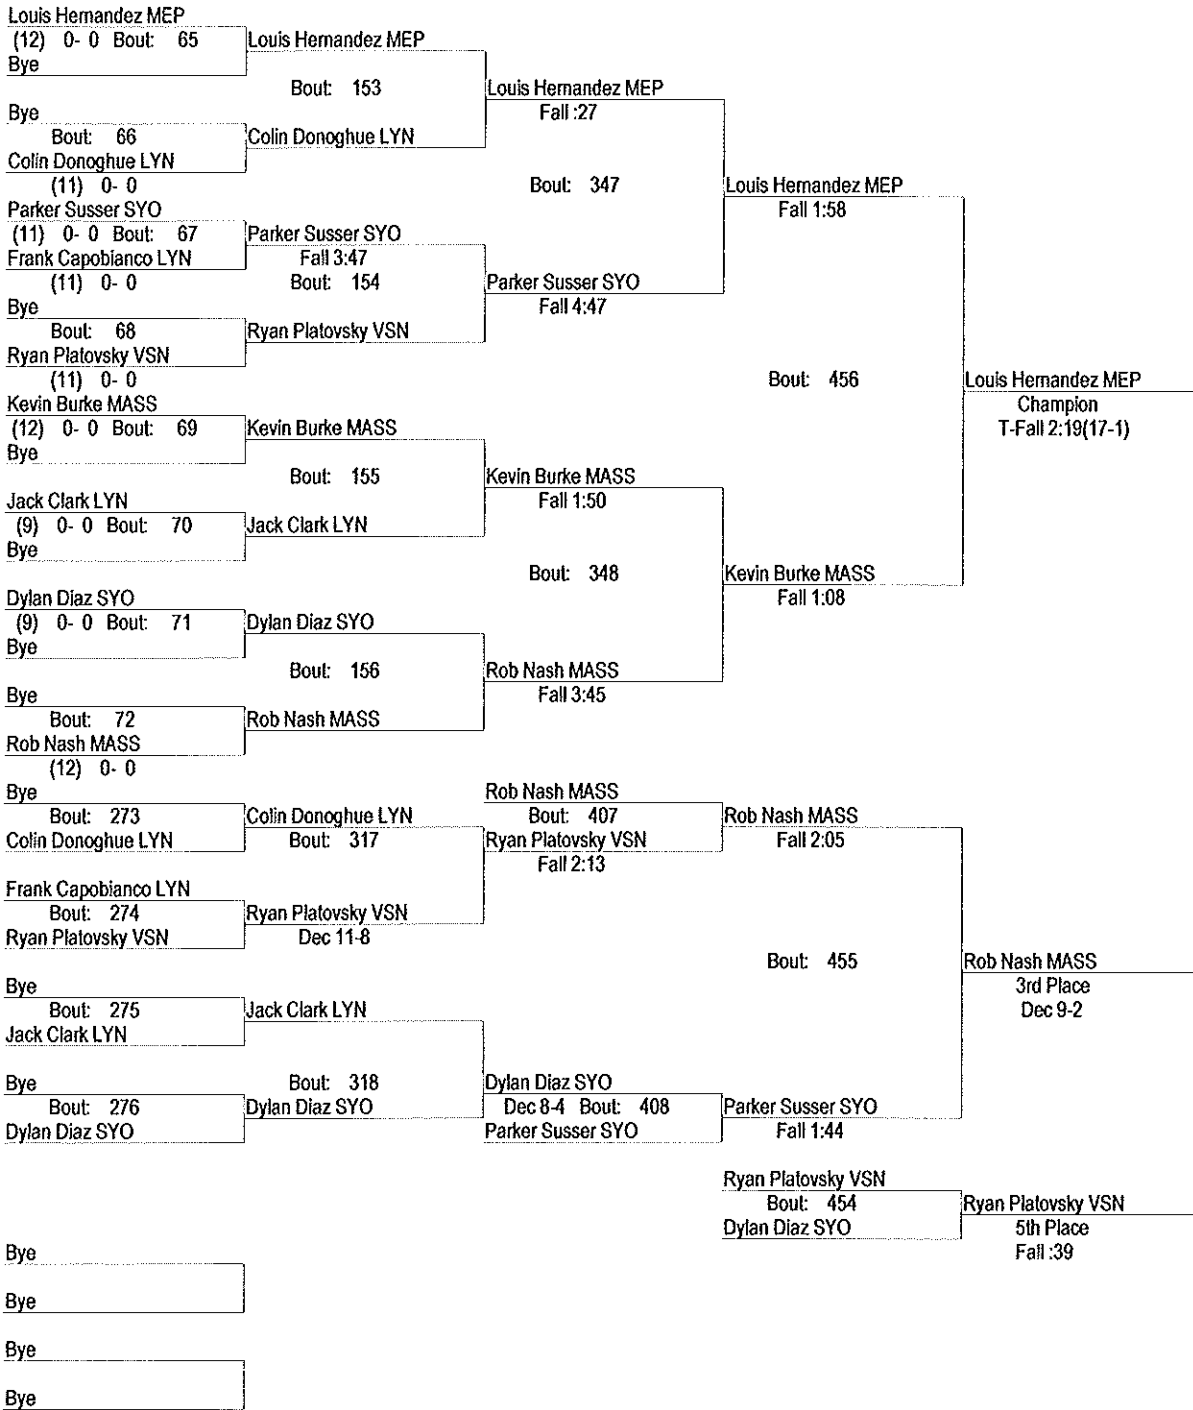 Louis Hernandez MEP
(12) 0- 0 Bout: 65
Bye
Louis Hernandez MEP
Bout: 153
Bye
Bout: 66
Colin Donoghue LYN
(11) 0- 0
Colin Donoghue LYN
Louis Hernandez MEP
Fall :27
Bout: 347
Parker Susser SYO
(11) 0- 0 Bout: 67
Frank Capobianco LYN
(11) 0- 0
Parker Susser SYO
Fall 3:47
Bout: 154
Bye
Bout: 68
Ryan Platovsky VSN
(11) 0- 0
Ryan Platovsky VSN
Parker Susser SYO
Fall 4:47
Louis Hernandez MEP
Fall 1:58
Bout: 456
Louis Hernandez MEP
Champion
T-Fall 2:19(17-1)
Kevin Burke MASS
(12) 0- 0 Bout: 69
Bye
Kevin Burke MASS
Bout: 155
Jack Clark LYN
(9) 0- 0 Bout: 70
Bye
Jack Clark LYN
Kevin Burke MASS
Fall 1:50
Bout: 348
Dylan Diaz SYO
(9) 0- 0 Bout: 71
Bye
Dylan Diaz SYO
Bout: 156
Bye
Bout: 72
Rob Nash MASS
(12) 0- 0
Rob Nash MASS
Rob Nash MASS
Fall 3:45
Kevin Burke MASS
Fall 1:08
Bye
Bout: 273
Colin Donoghue LYN
Colin Donoghue LYN
Bout: 317
Frank Capobianco LYN
Bout: 274
Ryan Platovsky VSN
Ryan Platovsky VSN
Dec 11-8
Rob Nash MASS
Bout: 407
Ryan Platovsky VSN
Fall 2:13
Rob Nash MASS
Fall 2:05
Bout: 455
Rob Nash MASS
3rd Place
Dec 9-2
Bye
Bout: 275
Jack Clark LYN
Jack Clark LYN
Bout: 318
Bye
Bout: 276
Dylan Diaz SYO
Dylan Diaz SYO
Dylan Diaz SYO
Dec 8-4 Bout: 408
Parker Susser SYO
Parker Susser SYO
Fall 1:44
Ryan Platovsky VSN
Bout: 454
Dylan Diaz SYO
Ryan Platovsky VSN
5th Place
Fall :39
Bye
Bye
Bye
Bye